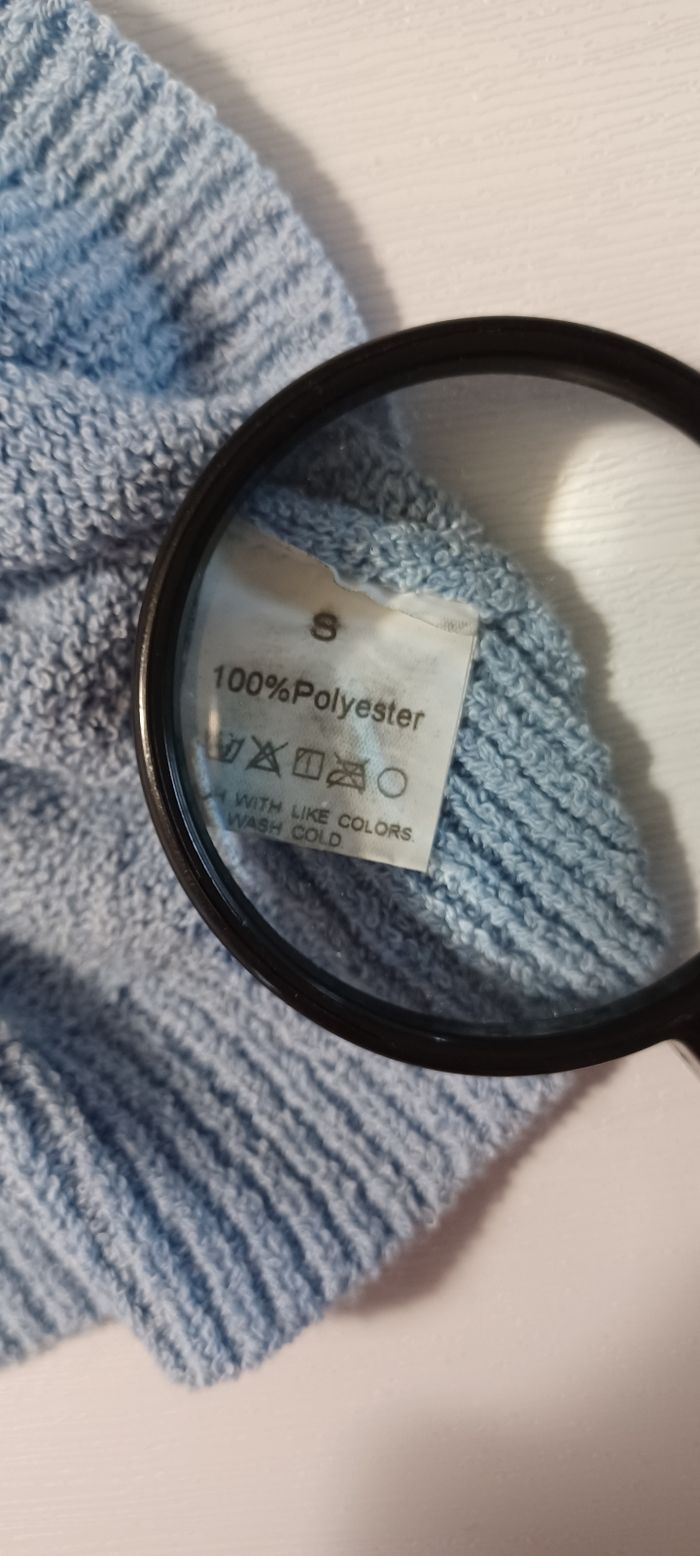 S
100%Polyester
WITH LIKE COLORS.
WASH COLD